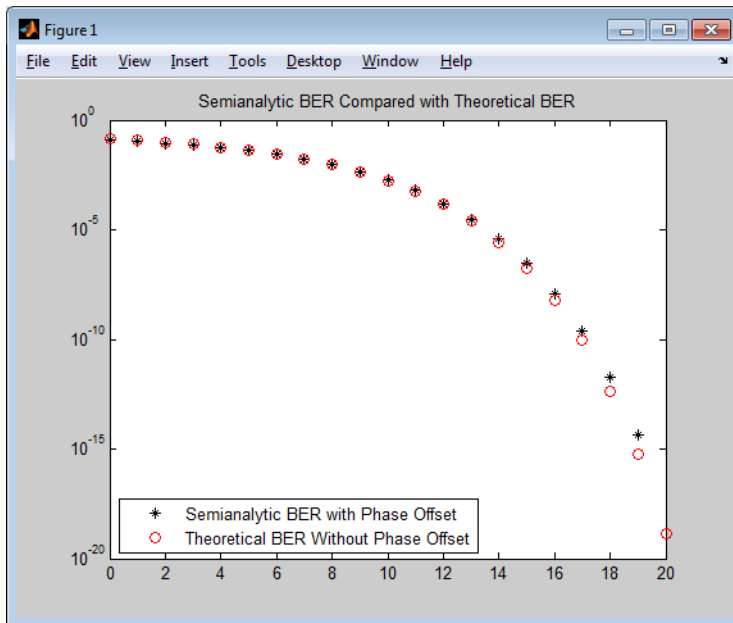 Figure 1
File Edit View Insert Tools Desktop Window Help
Semianalytic BER Compared with Theoretical BER
10^0
10^-5
10^-10
10^-15
10^-20
Semianalytic BER with Phase Offset
Theoretical BER Without Phase Offset
0 2 4 6 8 10 12 14 16 18 20